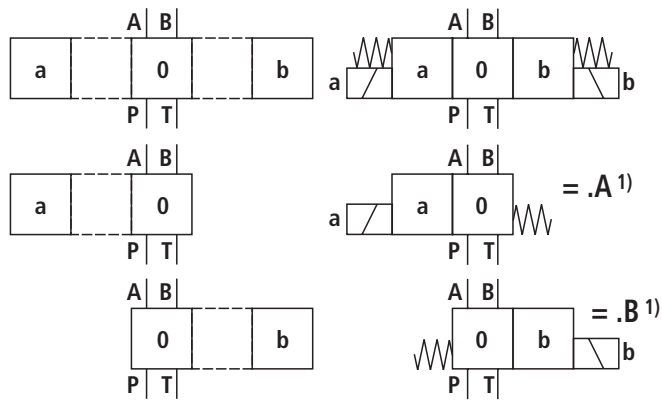 A B A B
a 0 b a 0 b
a b
P T P T
A B A B
a 0 a 0 = .A 1)
a
P T P T
A B A B
0 b 0 b = .B 1)
b
P T P T